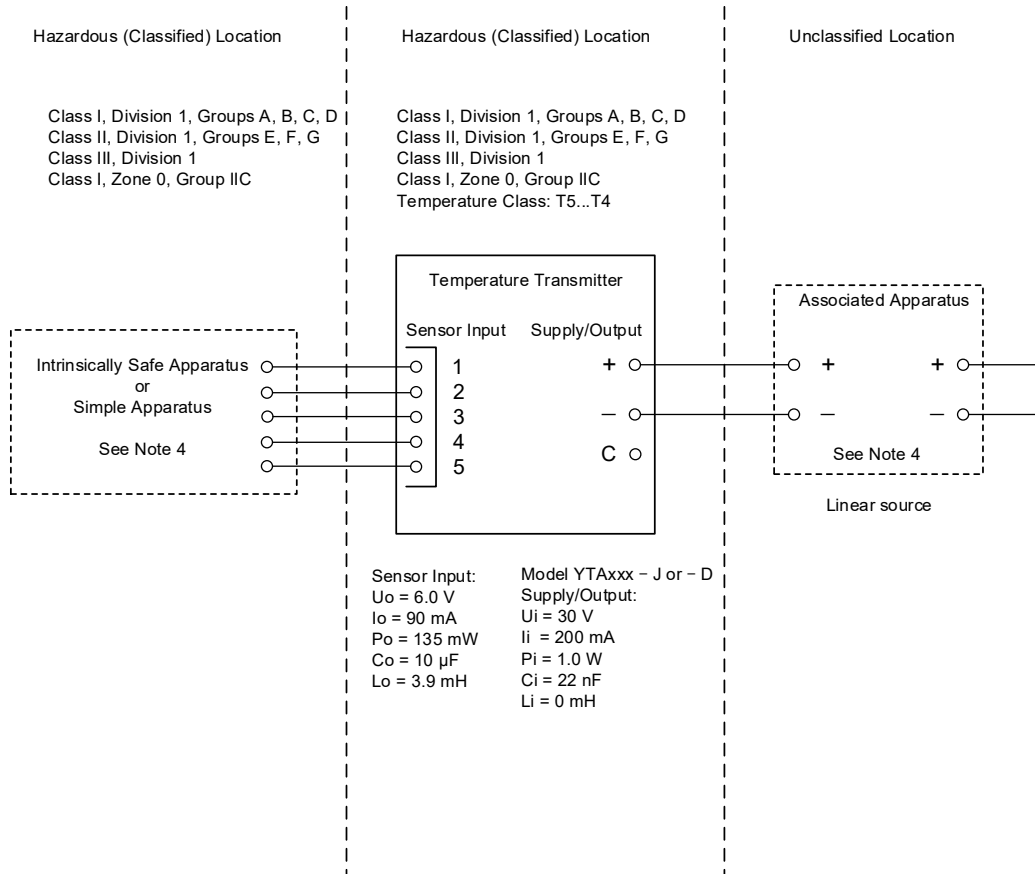 Hazardous (Classified) Location
Class I, Division 1, Groups A, B, C, D
Class II, Division 1, Groups E, F, G
Class III, Division 1
Class I, Zone 0, Group IIC
Intrinsically Safe Apparatus
or
Simple Apparatus
See Note 4
Hazardous (Classified) Location
Class I, Division 1, Groups A, B, C, D
Class II, Division 1, Groups E, F, G
Class III, Division 1
Class I, Zone 0, Group IIC
Temperature Class: T5...T4
Temperature Transmitter
Sensor Input
1
2
3
4
5
Supply/Output
+
−
C
Sensor Input:
Uo = 6.0 V
Io = 90 mA
Po = 135 mW
Co = 10 µF
Lo = 3.9 mH
Model YTAxxx − J or − D
Supply/Output:
Ui = 30 V
Ii = 200 mA
Pi = 1.0 W
Ci = 22 nF
Li = 0 mH
Unclassified Location
Associated Apparatus
+ +
− −
See Note 4
Linear source